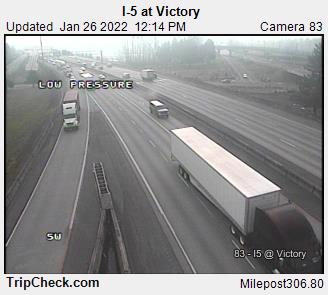 I-5 at Victory
Updated Jan 26 2022 12:14 PM Camera 83
LOW PRESSURE
SW
83 - I5 @ Victory
TripCheck.com Milepost306.80